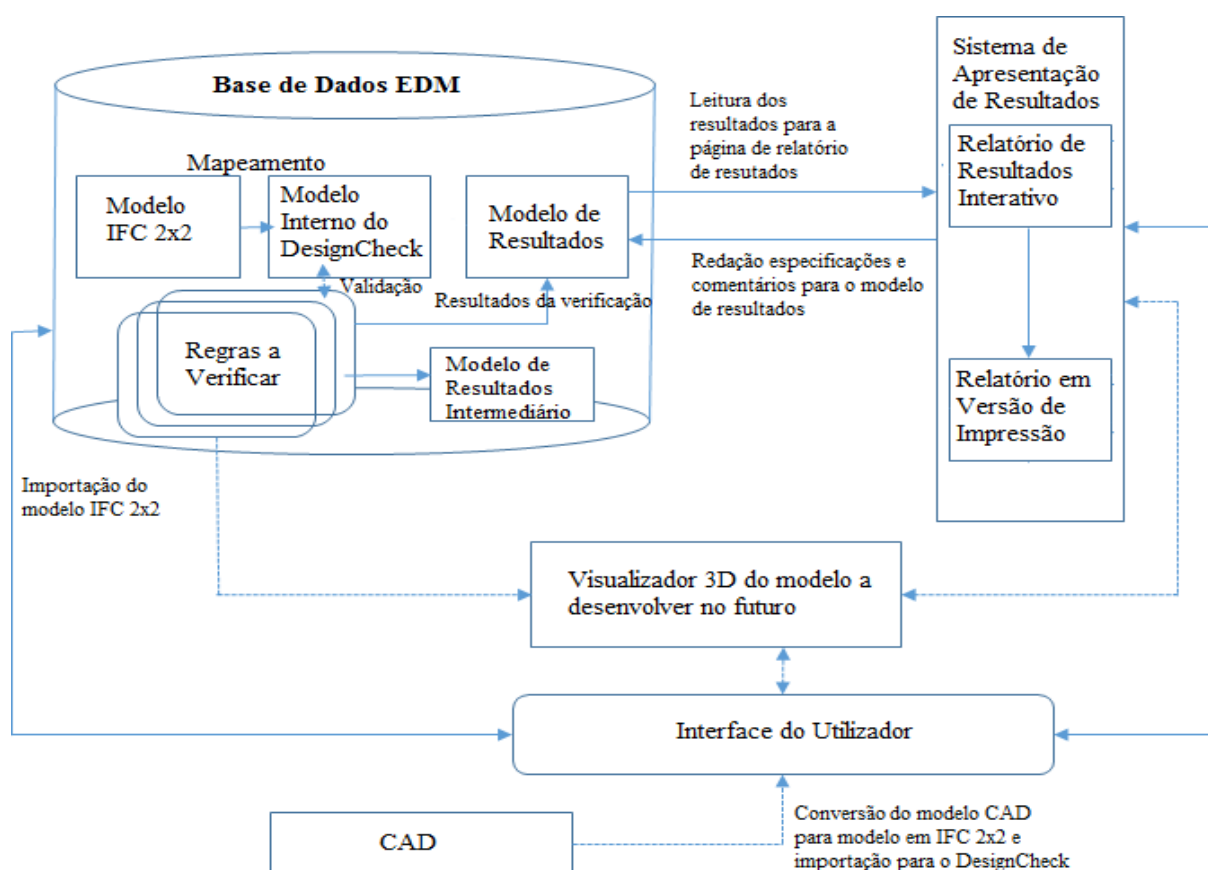 Base de Dados EDM
Mapeamento
Modelo
IFC 2x2
Modelo
Interno do
DesignCheck
Modelo de
Resultados
Validação
Resultados da verificação
Regras a
Verificar
Modelo de
Resultados
Intermediário
Leitura dos
resultados para a
página de relatório
de resutados
Redação especificações e
comentários para o modelo
de resultados
Sistema de
Apresentação
de Resultados
Relatório de
Resultados
Interativo
Relatório em
Versão de
Impressão
Importação do
modelo IFC 2x2
Visualizador 3D do modelo a
desenvolver no futuro
Interface do Utilizador
CAD
Conversão do modelo CAD
para modelo em IFC 2x2 e
importação para o DesignCheck